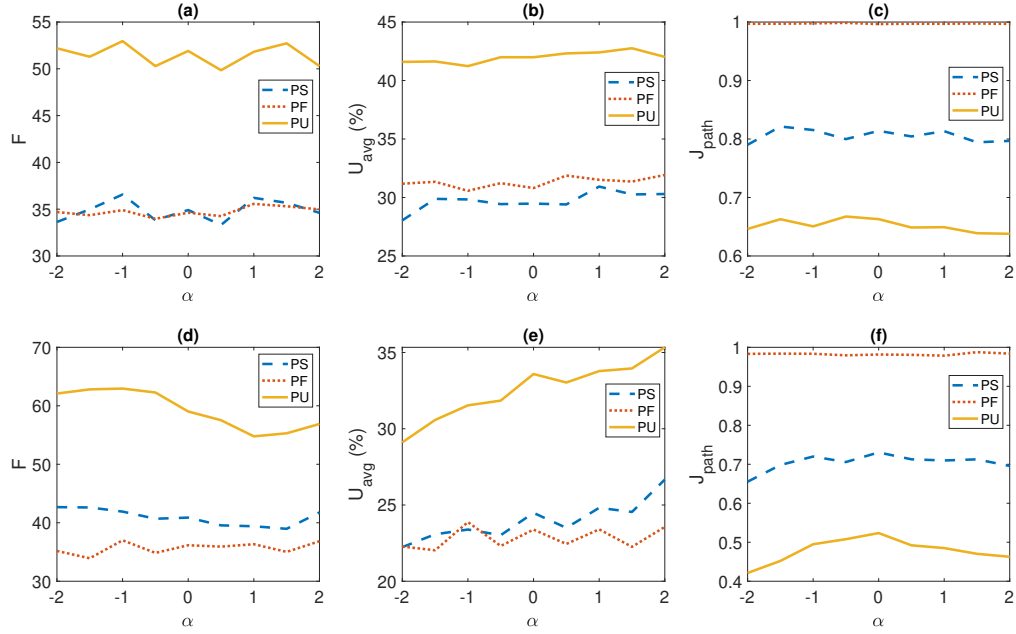 (a)
55
50
45
40
35
30
F
-2 -1 0 1 2
α
PS
PF
PU
(b)
45
40
35
30
25
U_avg (%)
-2 -1 0 1 2
α
PS
PF
PU
(c)
1
0.9
0.8
0.7
0.6
J_path
-2 -1 0 1 2
α
PS
PF
PU
(d)
70
60
50
40
30
F
-2 -1 0 1 2
α
PS
PF
PU
(e)
35
30
25
20
U_avg (%)
-2 -1 0 1 2
α
PS
PF
PU
(f)
1
0.9
0.8
0.7
0.6
0.5
0.4
J_path
-2 -1 0 1 2
α
PS
PF
PU